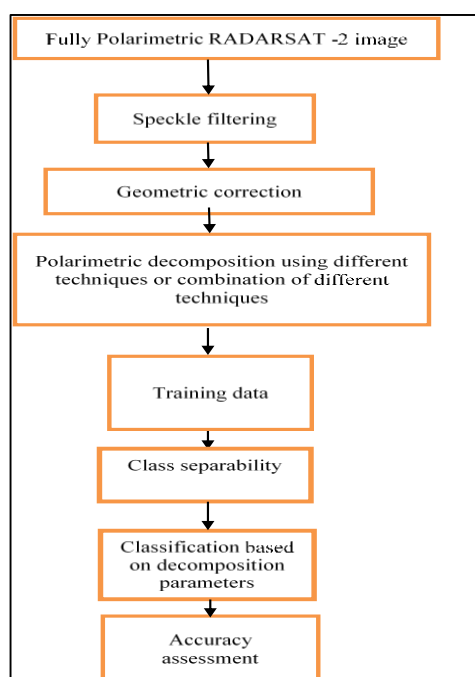 Fully Polarimetric RADARSAT -2 image
Speckle filtering
Geometric correction
Polarimetric decomposition using different
techniques or combination of different
techniques
Training data
Class separability
Classification based
on decomposition
parameters
Accuracy
assessment